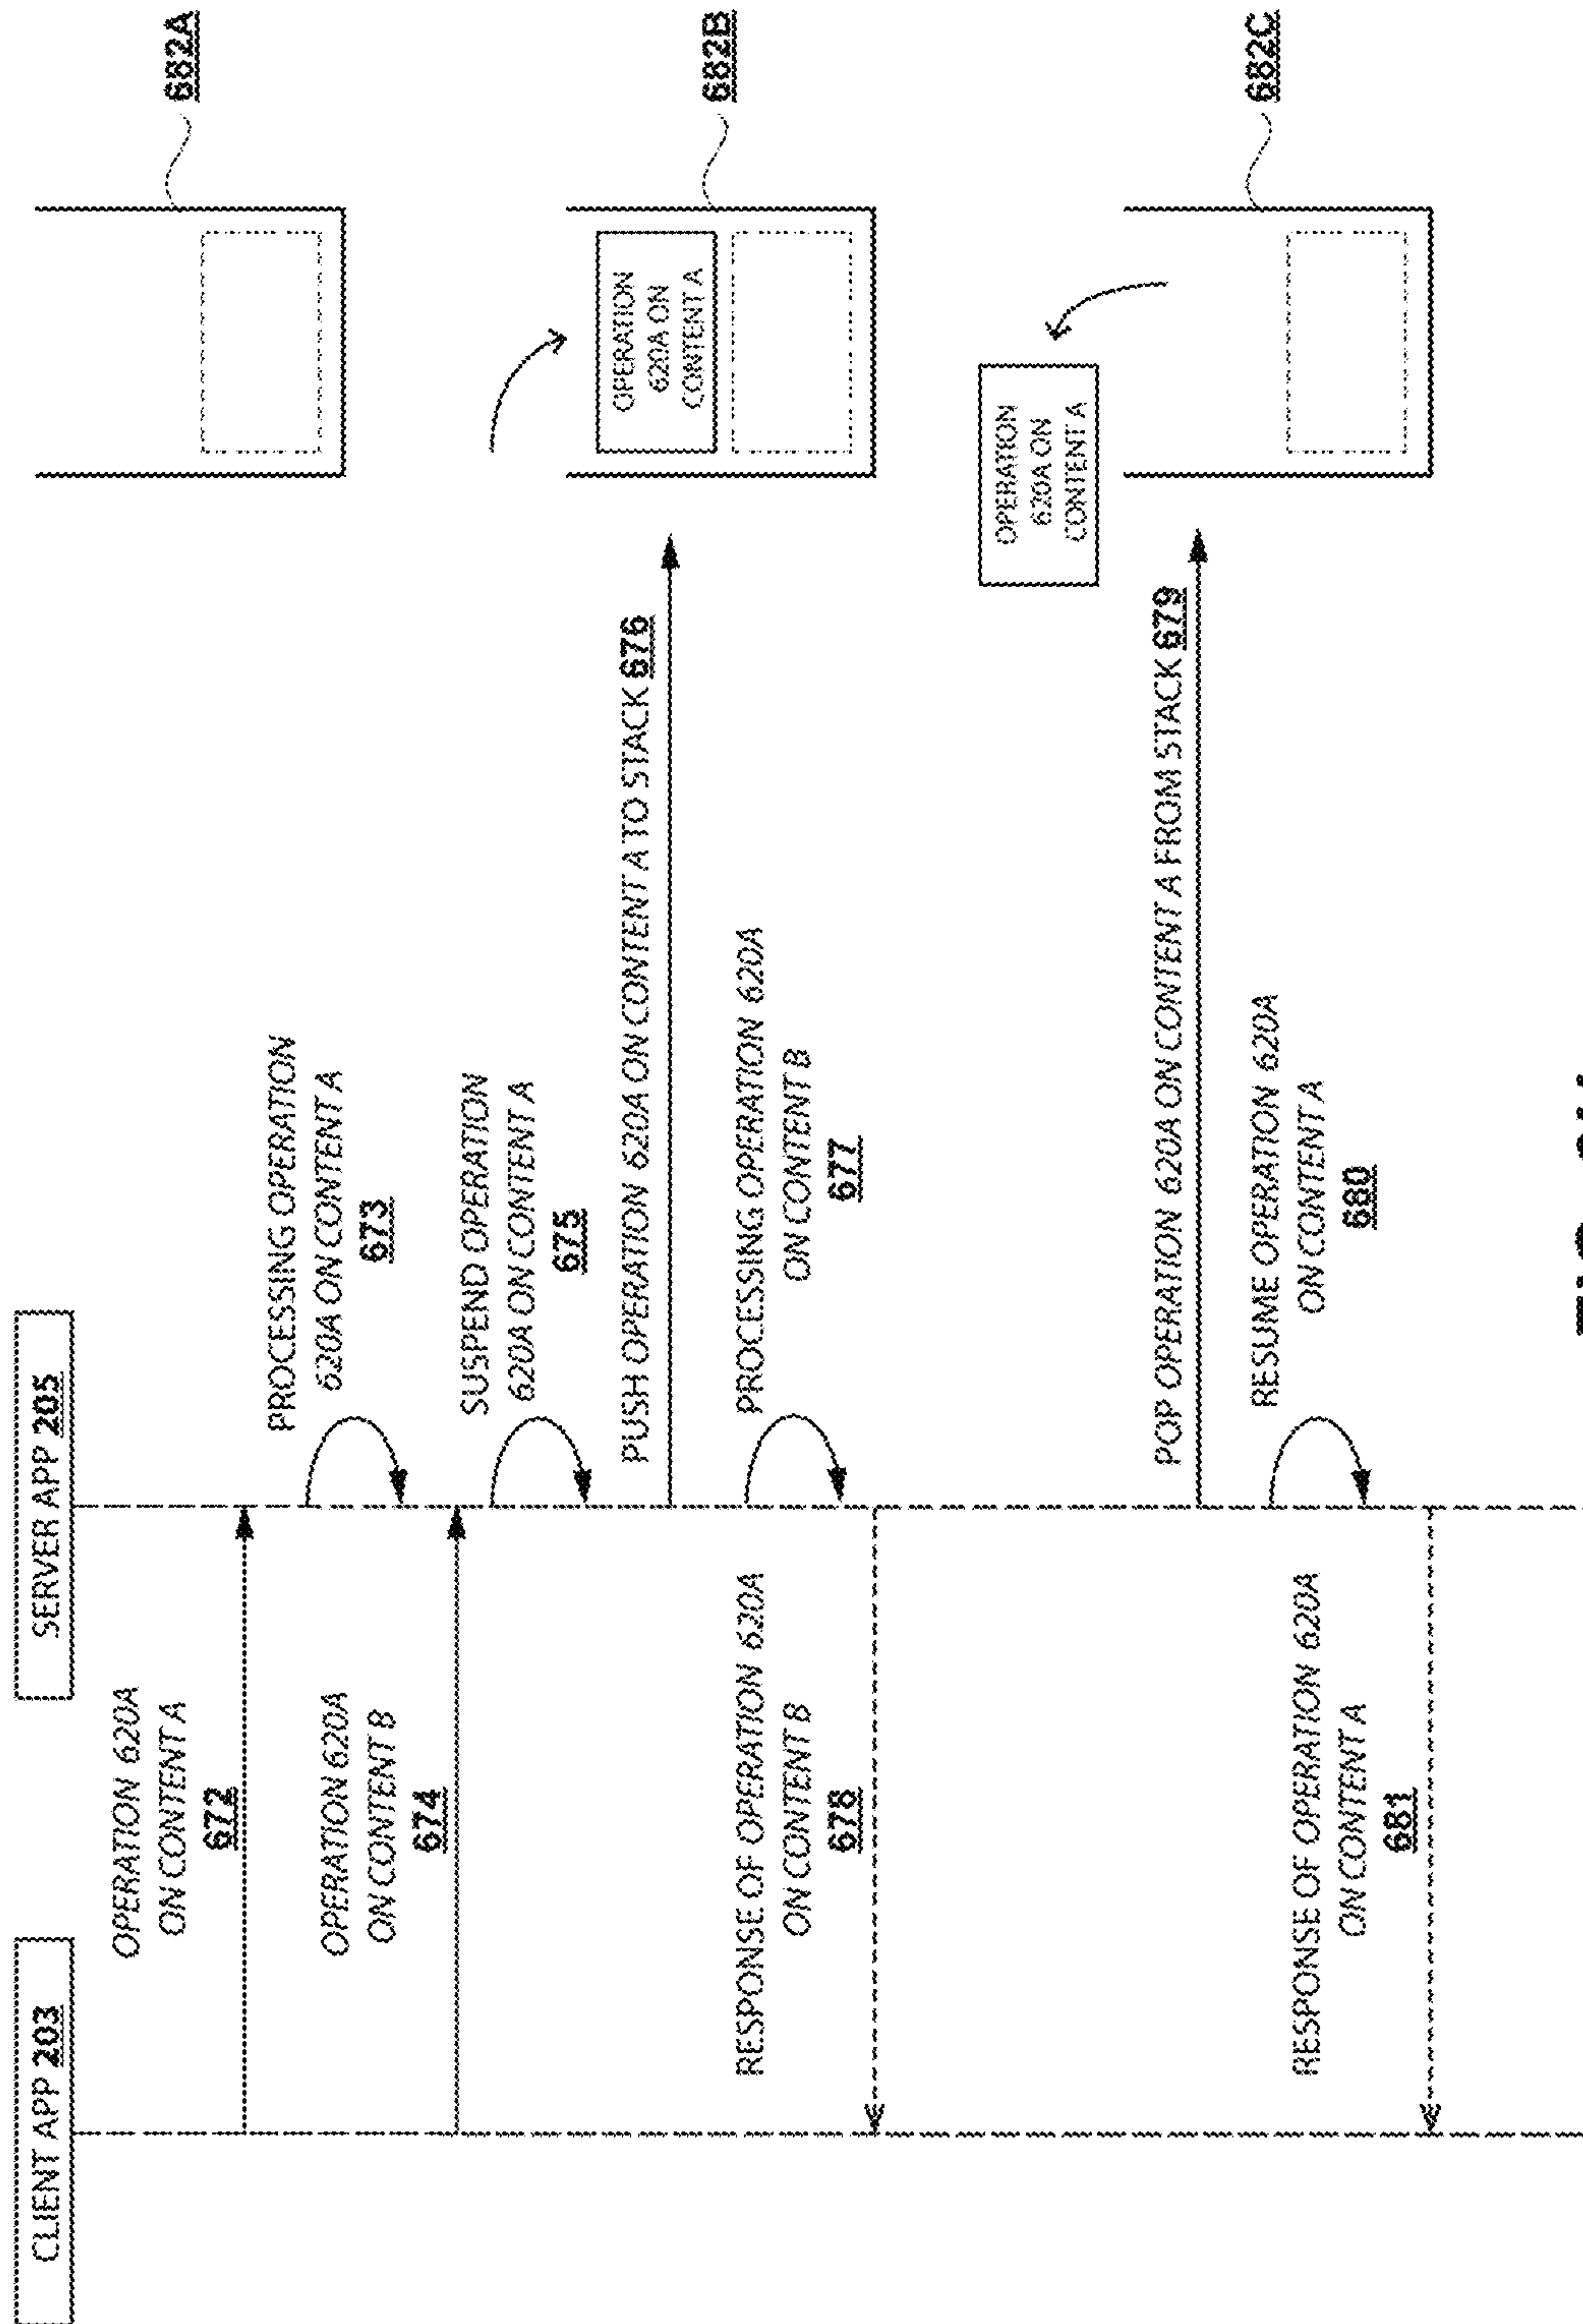 CLIENT APP 203
SERVER APP 205
OPERATION 620A
ON CONTENT A
672
PROCESSING OPERATION
620A ON CONTENT A
673
OPERATION 620A
ON CONTENT B
674
SUSPEND OPERATION
620A ON CONTENT A
675
PUSH OPERATION 620A ON CONTENT A TO STACK 676
PROCESSING OPERATION 620A
ON CONTENT B
677
RESPONSE OF OPERATION 620A
ON CONTENT B
678
POP OPERATION 620A ON CONTENT A FROM STACK 679
RESUME OPERATION 620A
ON CONTENT A
680
RESPONSE OF OPERATION 620A
ON CONTENT A
681
682A
OPERATION
620A ON
CONTENT A
682B
OPERATION
620A ON
CONTENT A
682C